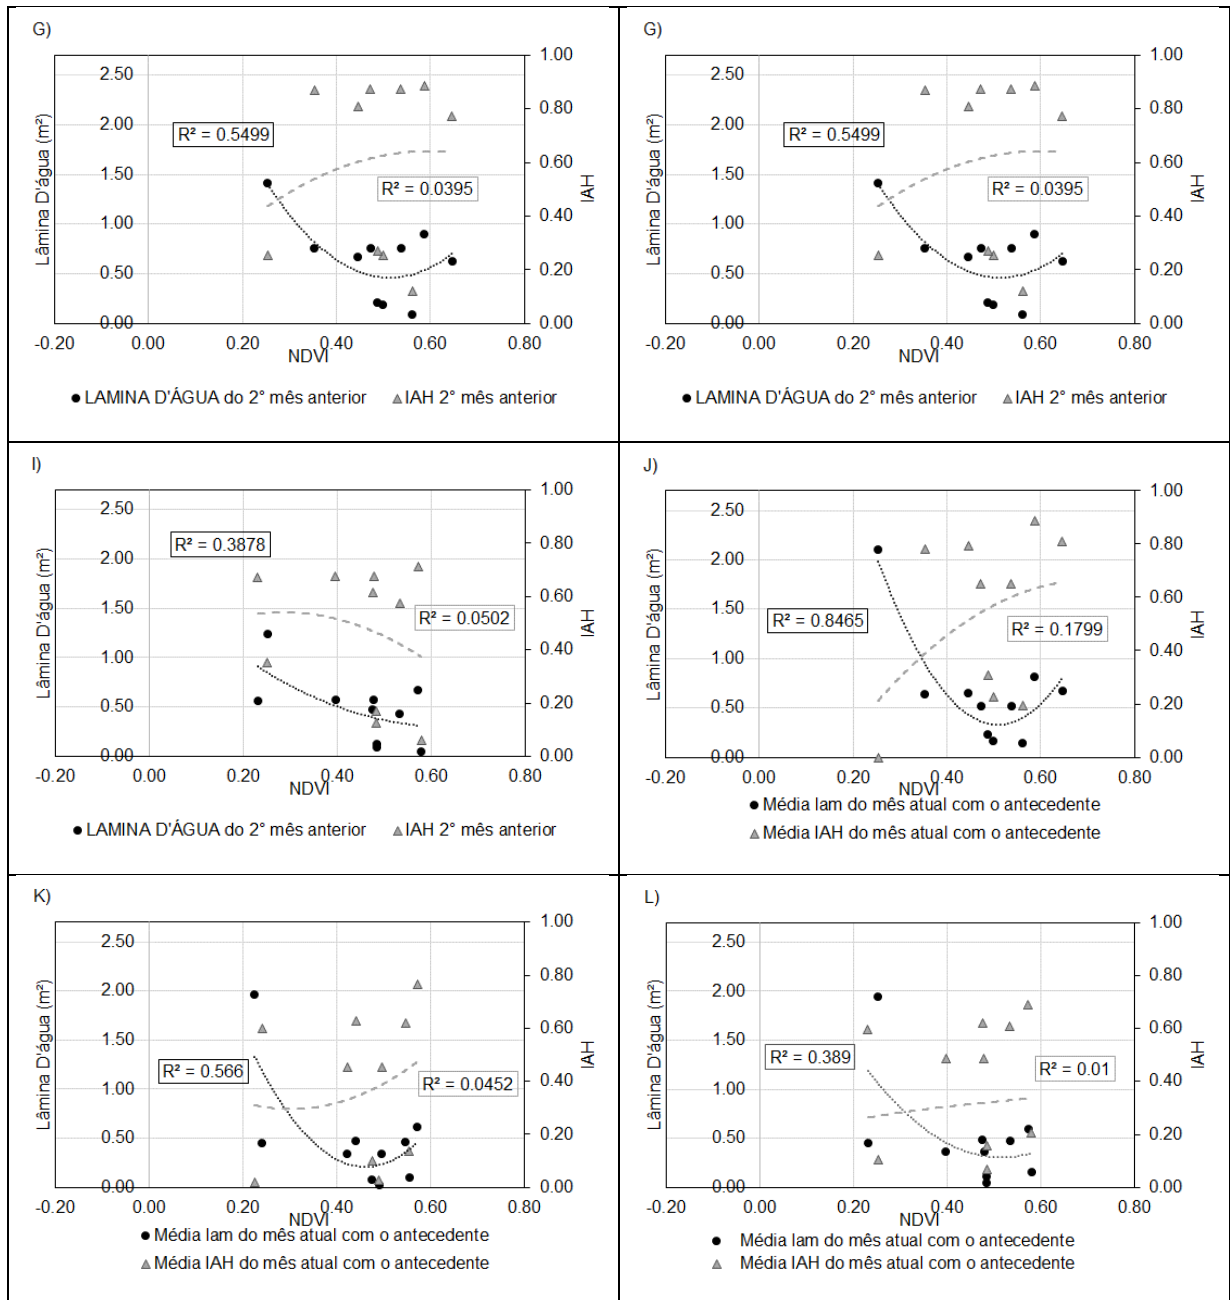 G)
1.00
2.50
0.80
2.00
R² = 0.5499
0.60
1.50
R² = 0.0395
0.40
1.00
0.50
0.20
0.00
0.00
Lâmina D'água (m²)
IAH
-0.20 0.00 0.20 0.40 0.60 0.80
NDVI
LAMINA D'ÁGUA do 2° mês anterior IAH 2° mês anterior
G)
1.00
2.50
0.80
2.00
R² = 0.5499
0.60
1.50
R² = 0.0395
0.40
1.00
0.50
0.20
0.00
0.00
Lâmina D'água (m²)
IAH
-0.20 0.00 0.20 0.40 0.60 0.80
NDVI
LAMINA D'ÁGUA do 2° mês anterior IAH 2° mês anterior
I)
1.00
2.50
0.80
R² = 0.3878
2.00
0.60
1.50
R² = 0.0502
0.40
1.00
0.50
0.20
0.00
0.00
Lâmina D'água (m²)
IAH
-0.20 0.00 0.20 0.40 0.60 0.80
NDVI
LAMINA D'ÁGUA do 2° mês anterior IAH 2° mês anterior
J)
1.00
2.50
0.80
2.00
0.60
R² = 0.8465
1.50
R² = 0.1799
0.40
1.00
0.50
0.20
0.00
0.00
Lâmina D'água (m²)
IAH
-0.20 0.00 0.20 0.40 0.60 0.80
NDVI
Média lam do mês atual com o antecedente
Média IAH do mês atual com o antecedente
K)
1.00
2.50
0.80
2.00
0.60
1.50
R² = 0.566
R² = 0.0452
0.40
1.00
0.50
0.20
0.00
0.00
Lâmina D'água (m²)
IAH
-0.20 0.00 0.20 0.40 0.60 0.80
NDVI
Média lam do mês atual com o antecedente
Média IAH do mês atual com o antecedente
L)
1.00
2.50
0.80
2.00
0.60
1.50
R² = 0.389
R² = 0.01
0.40
1.00
0.50
0.20
0.00
0.00
Lâmina D'água (m²)
IAH
-0.20 0.00 0.20 0.40 0.60 0.80
NDVI
Média lam do mês atual com o antecedente
Média IAH do mês atual com o antecedente